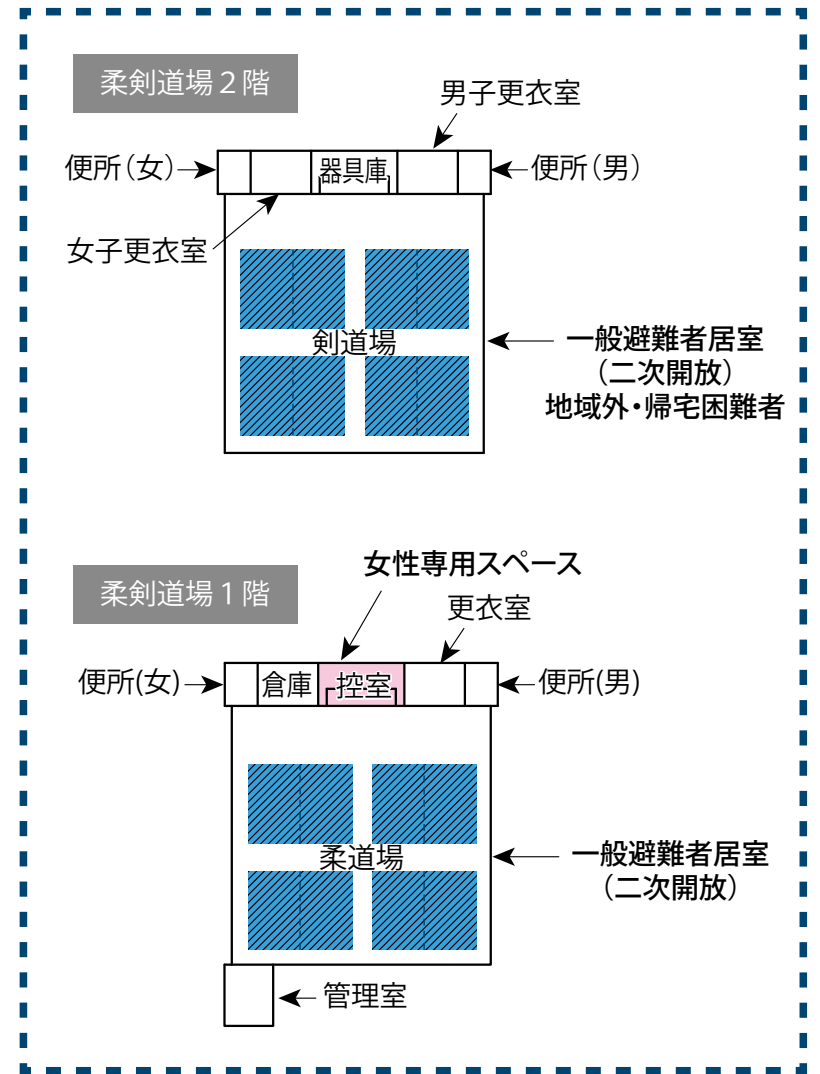 柔剣道場２階
男子更衣室
便所（女）
器具庫
便所（男）
女子更衣室
剣道場
一般避難者居室
（二次開放）
地域外・帰宅困難者
女性専用スペース
柔剣道場１階
更衣室
便所(女)
倉庫
控室
便所(男)
柔道場
一般避難者居室
（二次開放）
管理室